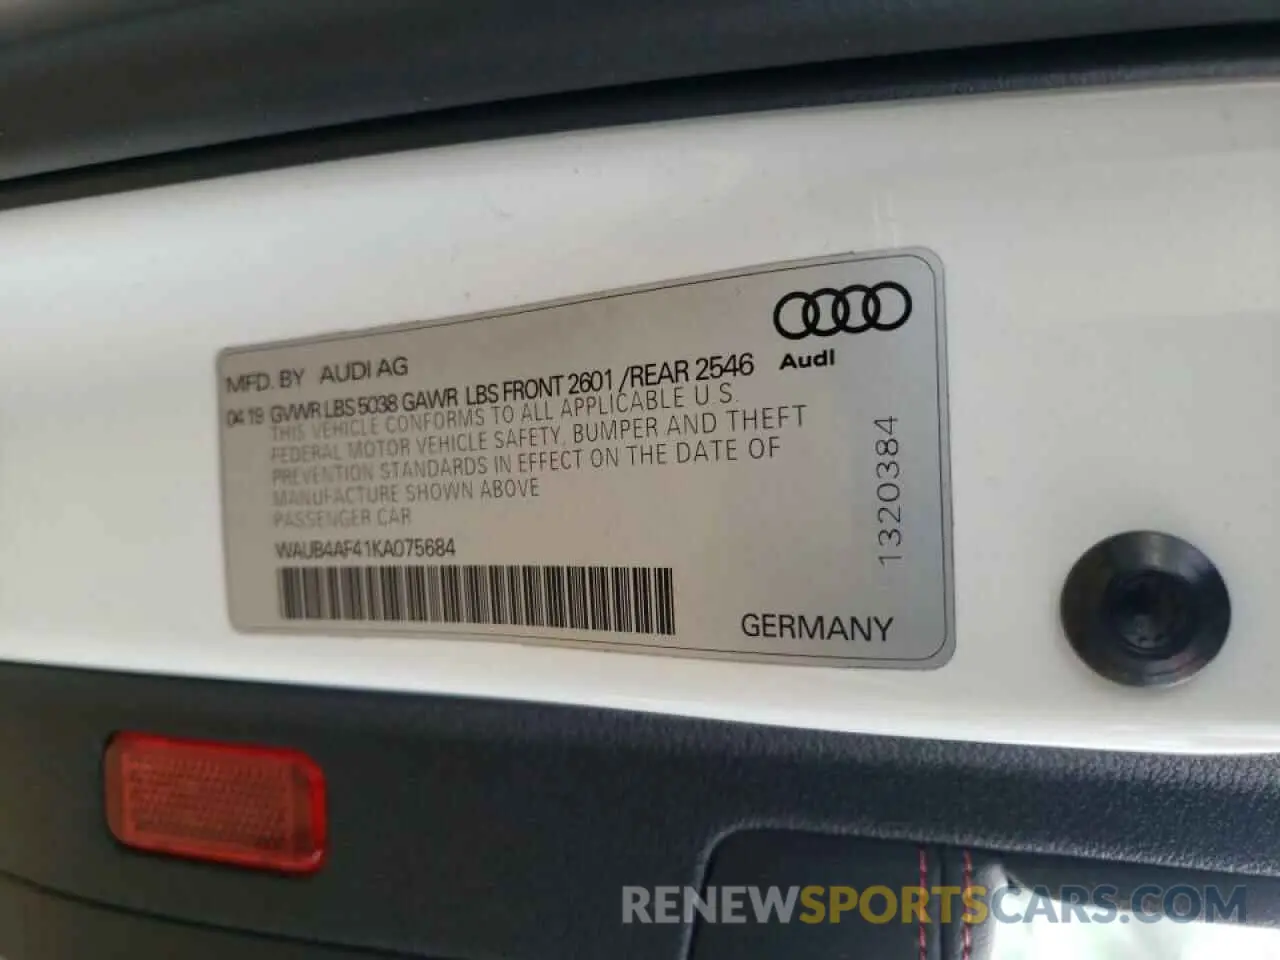 MFD. BY AUDI AG
04 19 GVWR LBS 5038 GAWR LBS FRONT 2601 /REAR 2546
THIS VEHICLE CONFORMS TO ALL APPLICABLE U S.
FEDERAL MOTOR VEHICLE SAFETY, BUMPER AND THEFT
PREVENTION STANDARDS IN EFFECT ON THE DATE OF
MANUFACTURE SHOWN ABOVE
PASSENGER CAR
WAUB4AF41KA075684
Audi
1320384
GERMANY
RENEWSPORTSCARS.COM